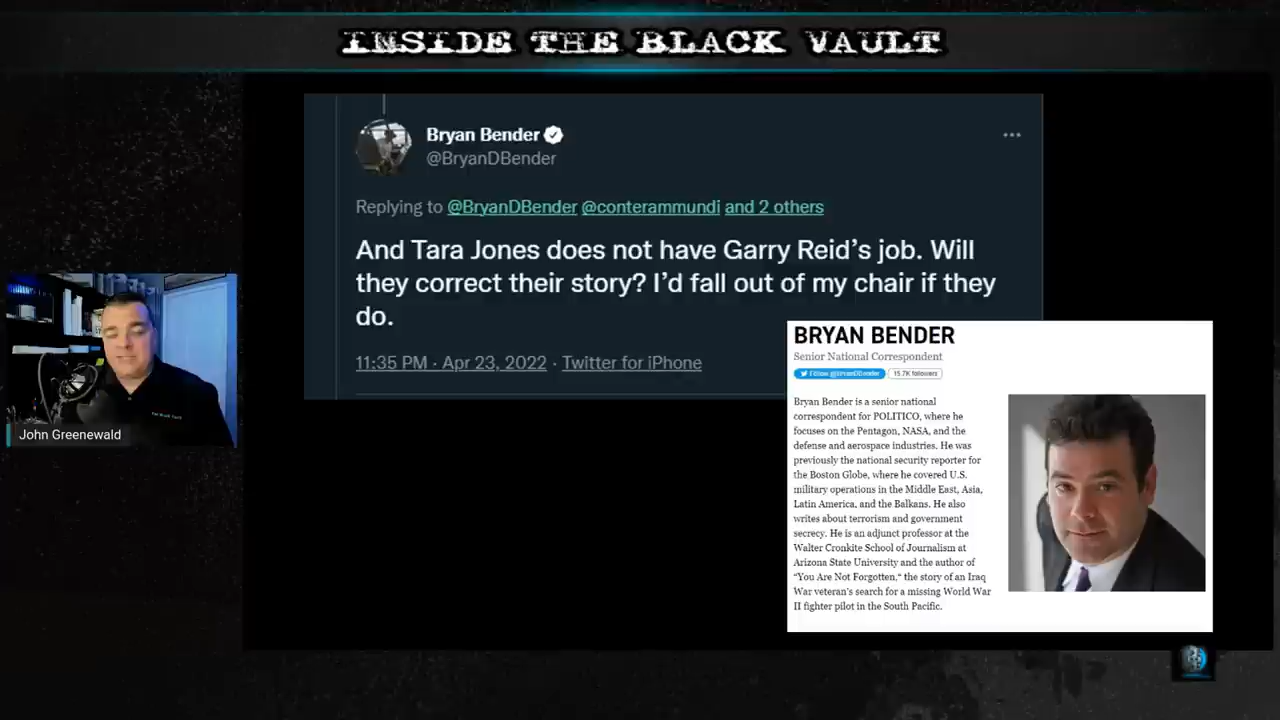 INSIDE THE BLACK VAULT
Bryan Bender
@BryanDBender
Replying to @BryanDBender @conterammundi and 2 others
And Tara Jones does not have Garry Reid’s job. Will
they correct their story? I’d fall out of my chair if they
do.
11:35 PM · Apr 23, 2022 · Twitter for iPhone
John Greenewald
BRYAN BENDER
Senior National Correspondent
Follow @BryanDBender 15.7K followers
Bryan Bender is a senior national
correspondent for POLITICO, where he
focuses on the Pentagon, NASA, and the
defense and aerospace industries. He was
previously the national security reporter for
the Boston Globe, where he covered U.S.
military operations in the Middle East, Asia,
Latin America, and the Balkans. He also
writes about terrorism and government
secrecy. He is an adjunct professor at the
Walter Cronkite School of Journalism at
Arizona State University and the author of
“You Are Not Forgotten,“ the story of an Iraq
War veteran's search for a missing World War
II fighter pilot in the South Pacific.